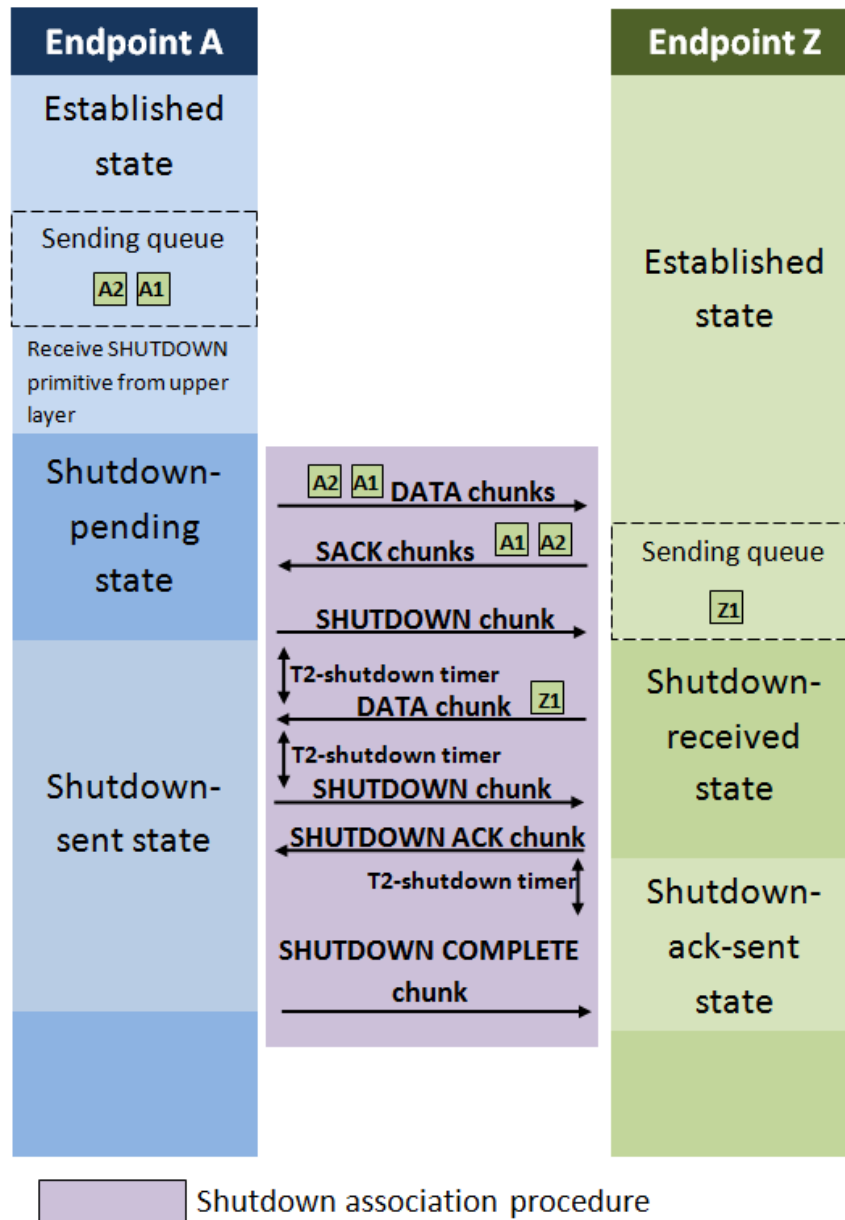 Endpoint A
Endpoint Z
Established
state
Sending queue
A2 A1
Receive SHUTDOWN
primitive from upper
layer
Established
state
Shutdown-
pending
state
A2 A1 DATA chunks
SACK chunks A1 A2
Sending queue
Z1
SHUTDOWN chunk
T2-shutdown timer
DATA chunk Z1
T2-shutdown timer
SHUTDOWN chunk
Shutdown-
received
state
Shutdown-
sent state
SHUTDOWN ACK chunk
T2-shutdown timer
SHUTDOWN COMPLETE
chunk
Shutdown-
ack-sent
state
Shutdown association procedure